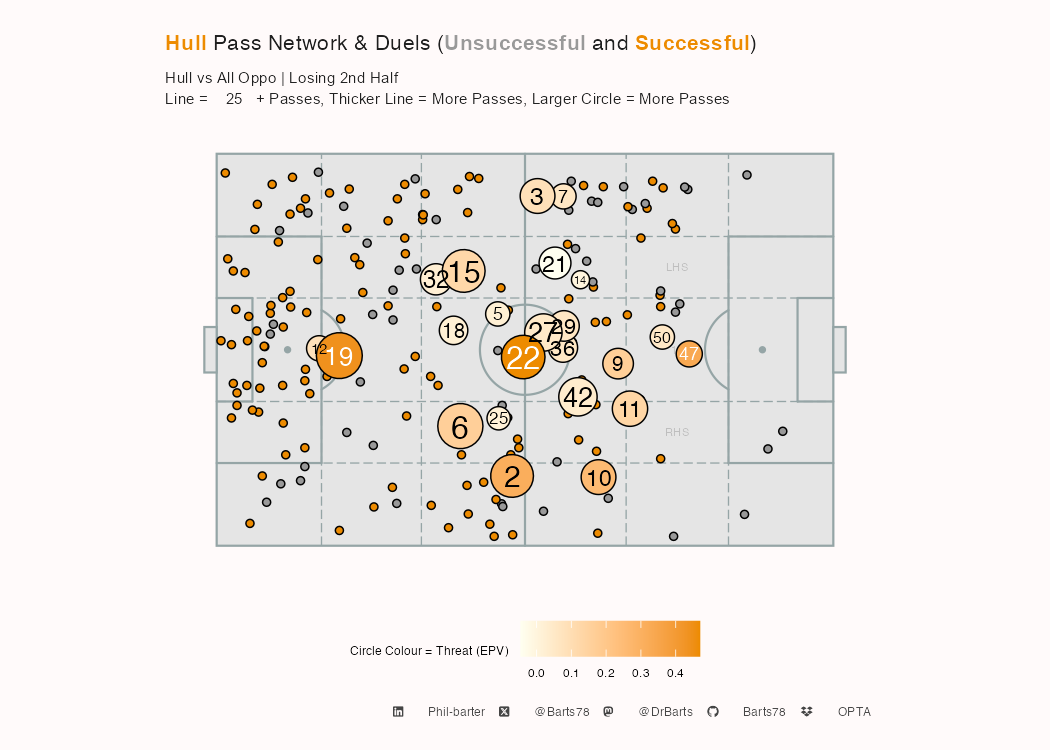 Hull Pass Network & Duels (Unsuccessful and Successful)
Hull vs All Oppo | Losing 2nd Half
Line = 25 + Passes, Thicker Line = More Passes, Larger Circle = More Passes
3
7
LHS
21
14
32
15
5
18
27
29
36
50
12
19
22
9
47
42
11
6
25
RHS
2
10
Circle Colour = Threat (EPV)
0.0 0.1 0.2 0.3 0.4
Phil-barter @Barts78 @DrBarts Barts78 OPTA